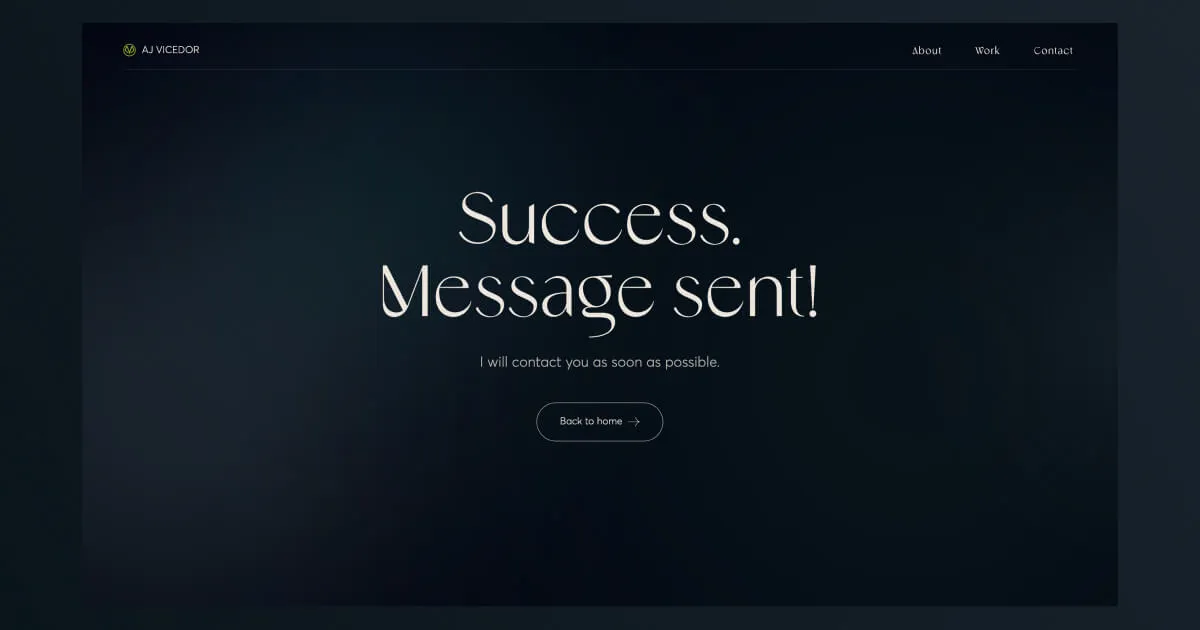 AJ VICEDOR
About
Work
Contact
Success.
Message sent!
I will contact you as soon as possible.
Back to home →